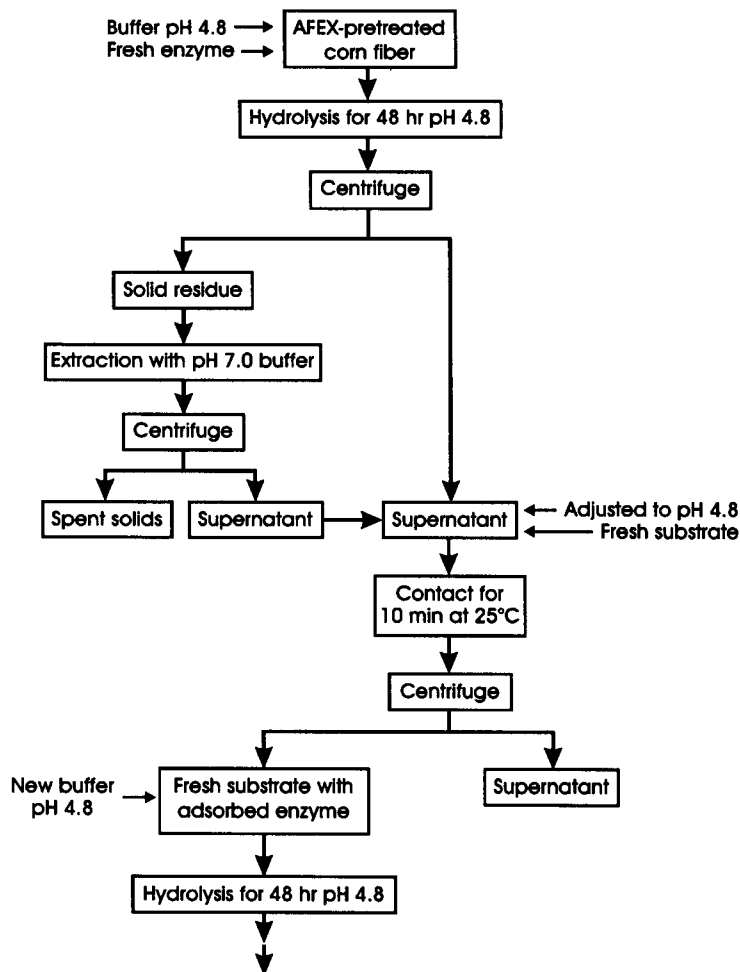 Buffer pH 4.8
Fresh enzyme
AFEX-pretreated
corn fiber
Hydrolysis for 48 hr pH 4.8
Centrifuge
Solid residue
Extraction with pH 7.0 buffer
Centrifuge
Spent solids
Supernatant
Supernatant
Adjusted to pH 4.8
Fresh substrate
Contact for
10 min at 25°C
Centrifuge
New buffer
pH 4.8
Fresh substrate with
adsorbed enzyme
Supernatant
Hydrolysis for 48 hr pH 4.8